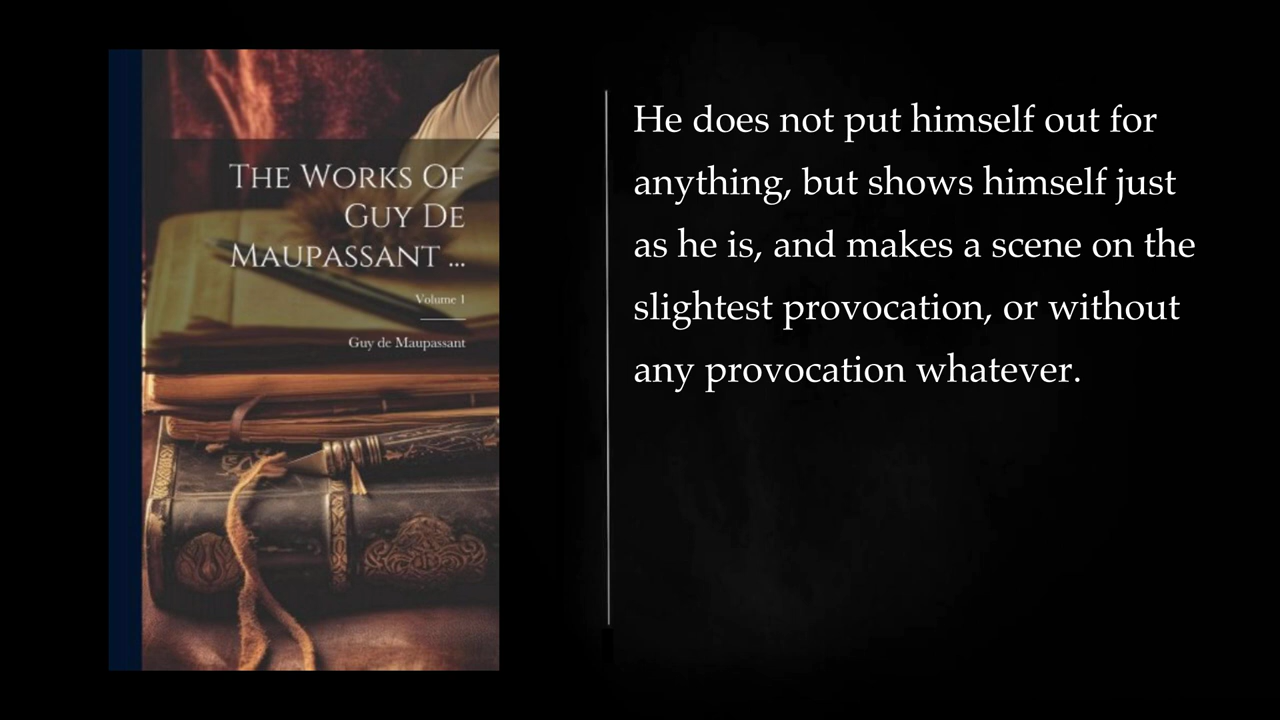 The Works Of
Guy De
Maupassant ...
Volume 1
Guy de Maupassant
He does not put himself out for
anything, but shows himself just
as he is, and makes a scene on the
slightest provocation, or without
any provocation whatever.